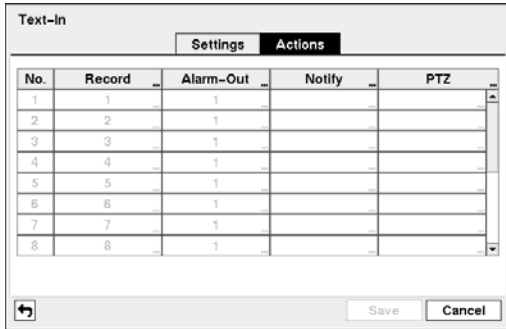 Text-In
Settings Actions
No. Record ... Alarm-Out ... Notify ... PTZ ...
1 1 ... 1 ... ... ...
2 2 ... 1 ... ... ...
3 3 ... 1 ... ... ...
4 4 ... 1 ... ... ...
5 5 ... 1 ... ... ...
6 6 ... 1 ... ... ...
7 7 ... 1 ... ... ...
8 8 ... 1 ... ... ...
Save Cancel